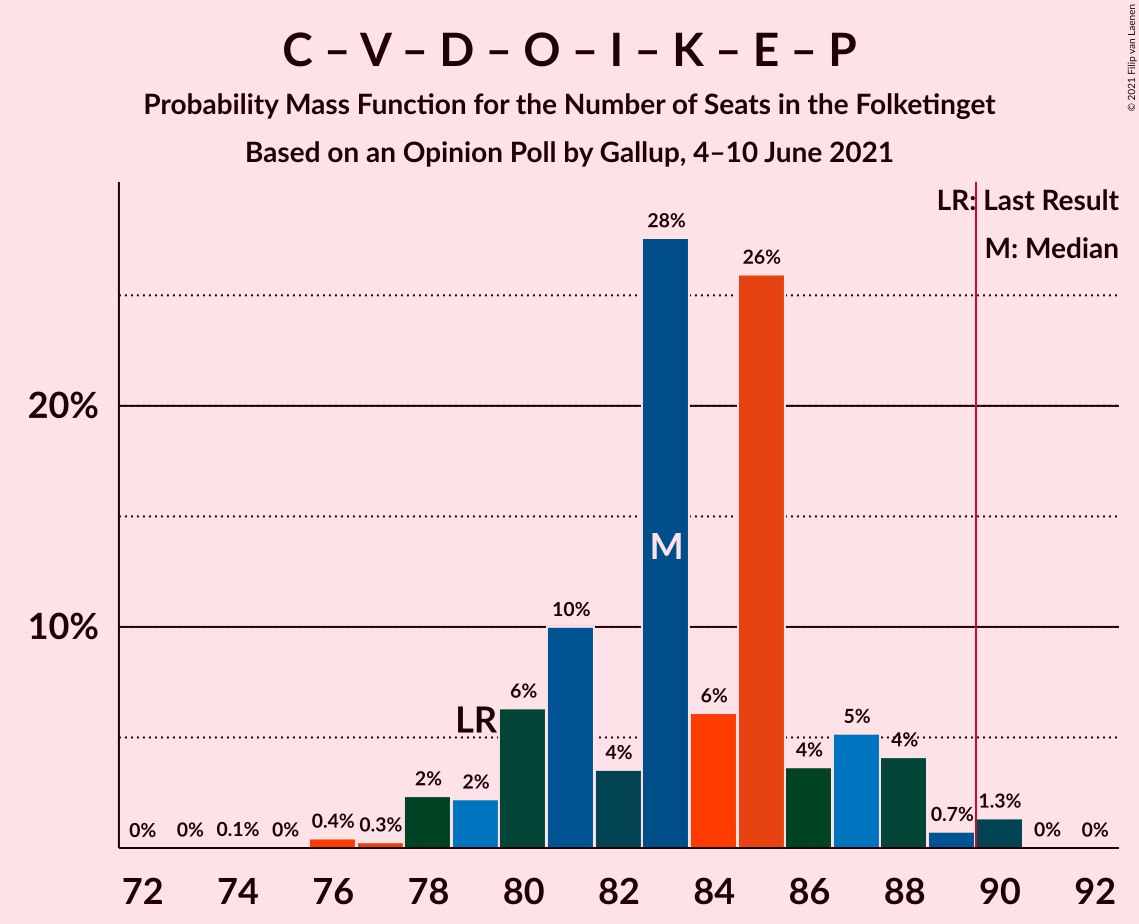 C – V – D – O – I – K – E – P
Probability Mass Function for the Number of Seats in the Folketinget
Based on an Opinion Poll by Gallup, 4–10 June 2021
© 2021 Filip van Laenen
LR: Last Result
M: Median
20%
10%
0% 0% 0.1% 0% 0.4% 0.3% 2% 2% 6% 10% 4% 28% 6% 26% 4% 5% 4% 0.7% 1.3% 0% 0%
LR
M
72 74 76 78 80 82 84 86 88 90 92